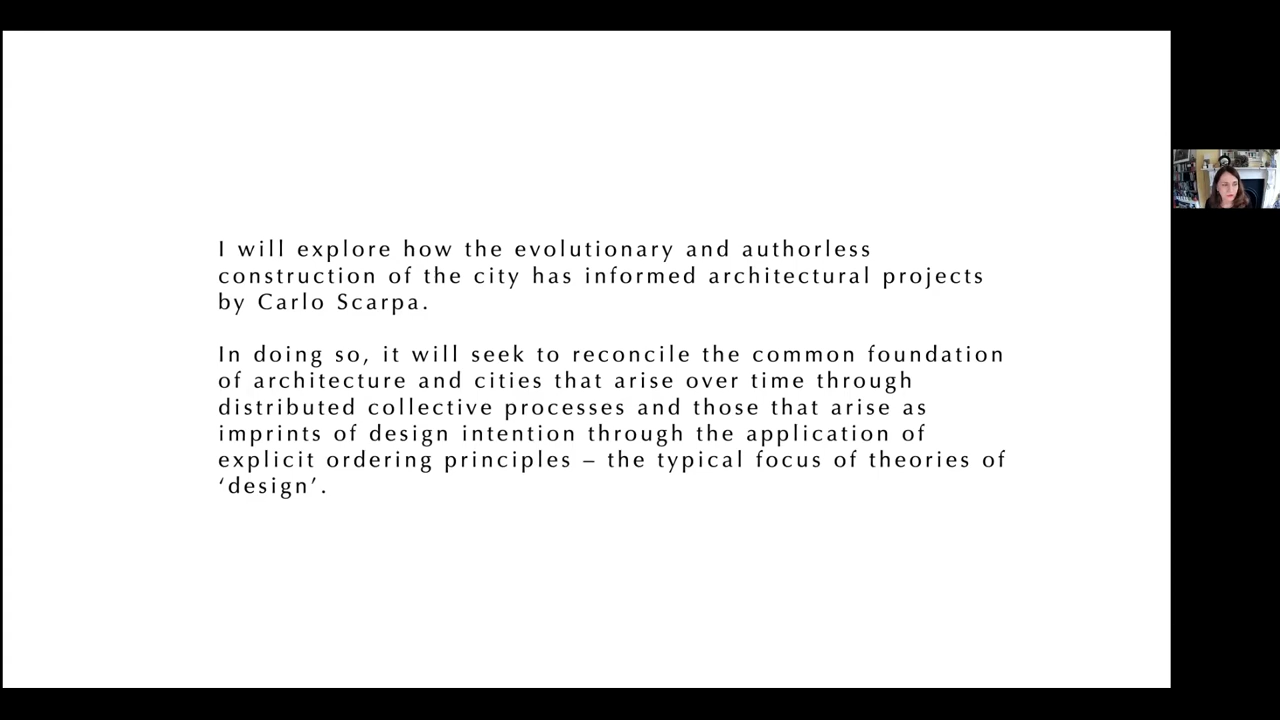 I will explore how the evolutionary and authorless
construction of the city has informed architectural projects
by Carlo Scarpa.
In doing so, it will seek to reconcile the common foundation
of architecture and cities that arise over time through
distributed collective processes and those that arise as
imprints of design intention through the application of
explicit ordering principles – the typical focus of theories of
‘design’.